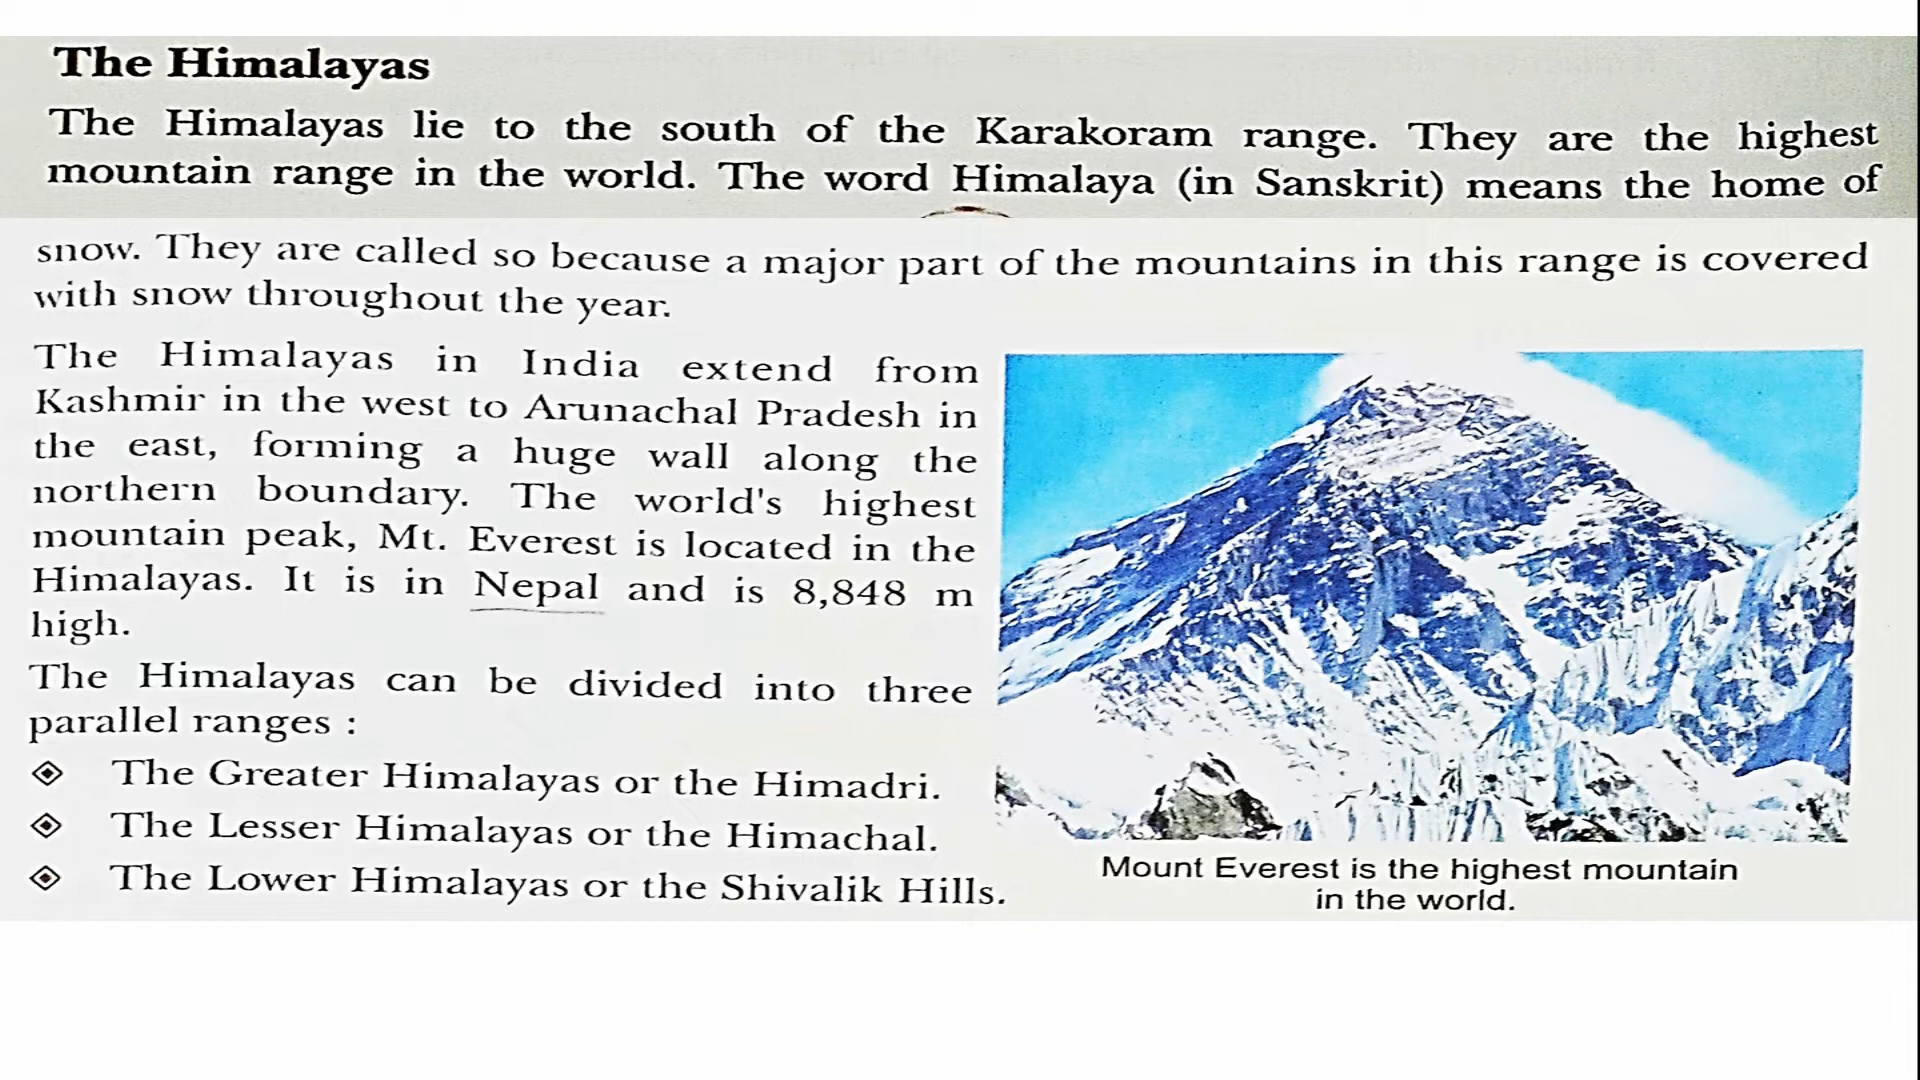 The Himalayas
The Himalayas lie to the south of the Karakoram range. They are the highest
mountain range in the world. The word Himalaya (in Sanskrit) means the home of
snow. They are called so because a major part of the mountains in this range is covered
with snow throughout the year.
The Himalayas in India extend from
Kashmir in the west to Arunachal Pradesh in
the east, forming a huge wall along the
northern boundary. The world's highest
mountain peak, Mt. Everest is located in the
Himalayas. It is in Nepal and is 8,848 m
high.
The Himalayas can be divided into three
parallel ranges :
The Greater Himalayas or the Himadri.
The Lesser Himalayas or the Himachal.
The Lower Himalayas or the Shivalik Hills.
Mount Everest is the highest mountain
in the world.